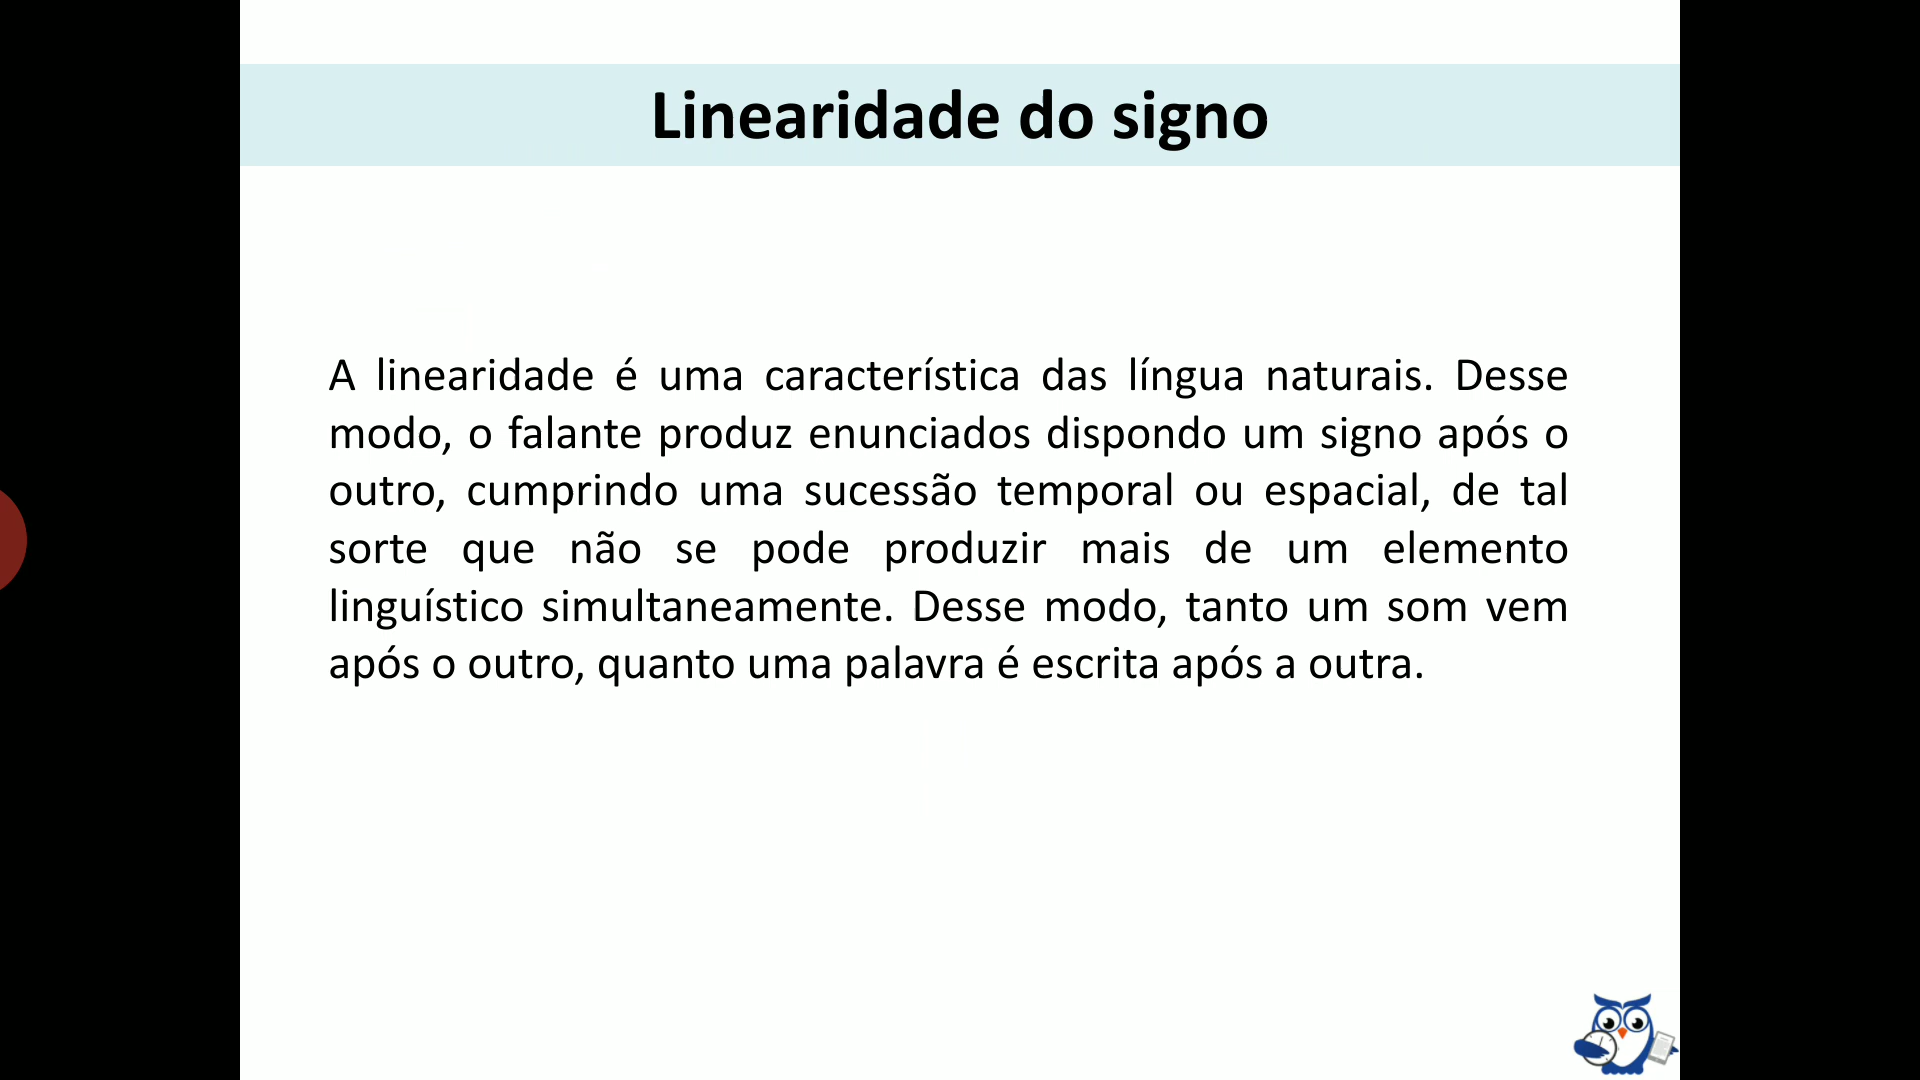 Linearidade do signo
A linearidade é uma característica das língua naturais. Desse
modo, o falante produz enunciados dispondo um signo após o
outro, cumprindo uma sucessão temporal ou espacial, de tal
sorte que não se pode produzir mais de um elemento
linguístico simultaneamente. Desse modo, tanto um som vem
após o outro, quanto uma palavra é escrita após a outra.